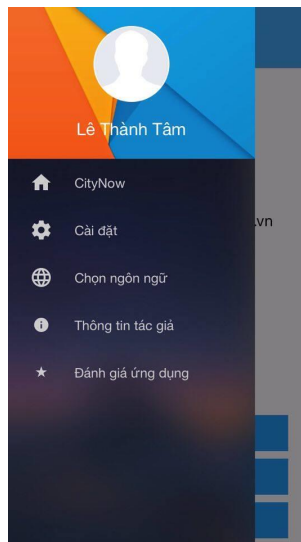 Lê Thành Tâm
CityNow
Cài đặt
.vn
Chọn ngôn ngữ
Thông tin tác giả
Đánh giá ứng dụng